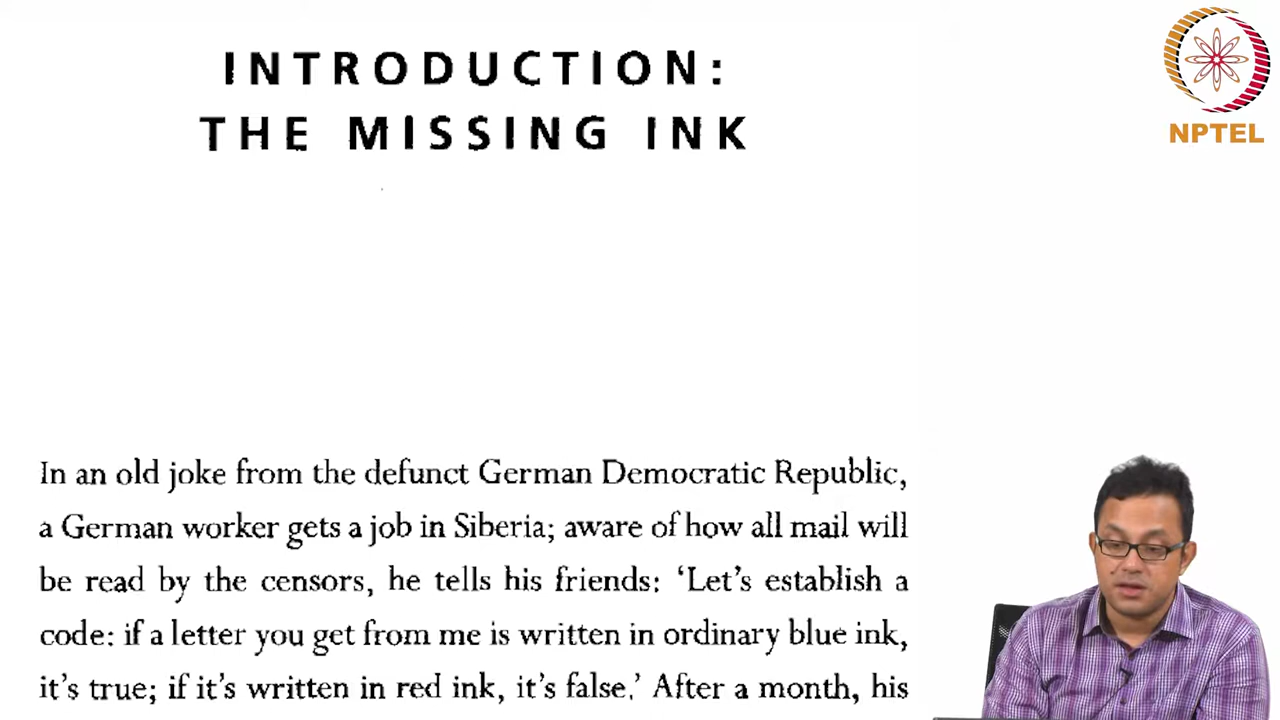 INTRODUCTION:
THE MISSING INK
NPTEL
In an old joke from the defunct German Democratic Republic,
a German worker gets a job in Siberia; aware of how all mail will
be read by the censors, he tells his friends: ‘Let’s establish a
code: if a letter you get from me is written in ordinary blue ink,
it’s true; if it’s written in red ink, it’s false.’ After a month, his